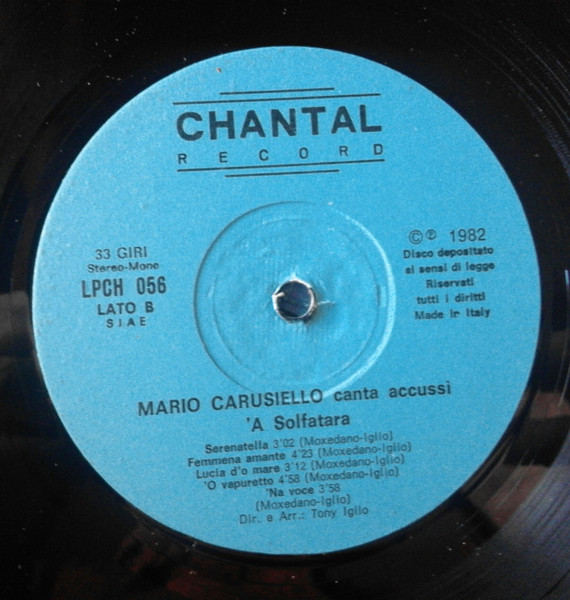 CHANTAL
RECORD
33 GIRI
Stereo-Mono
LPCH 056
LATO B
SIAE
© ℗ 1982
Disco depositato
ai sensi di legge
Riservati
tutti i diritti
Made in Italy
MARIO CARUSIELLO canta accussì
'A Solfatara
Serenatella 3'02 (Moxedano-Iglio)
Femmena amante 4'23 (Moxedano-Iglio)
Lucia d'o mare 3'12 (Moxedano-Iglio)
'O vapuretto 4'58 (Moxedano-Iglio)
'Na voce 3'58
(Moxedano-Iglio)
Dir. e Arr.: Tony Iglio